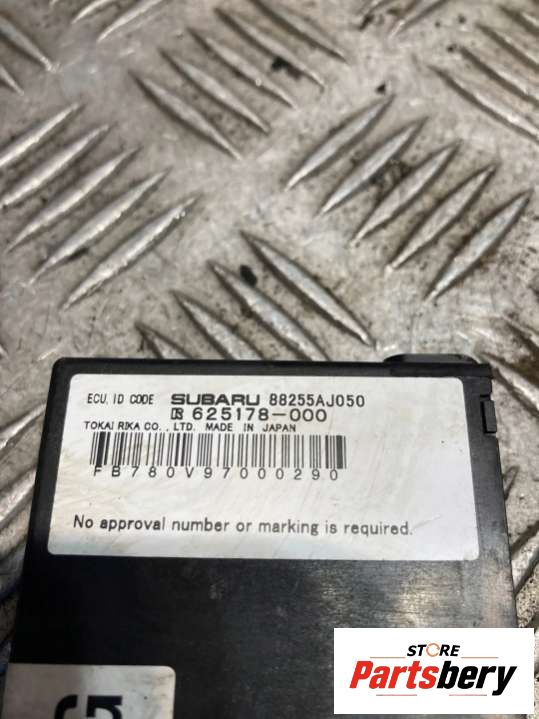 ECU, ID CODE SUBARU 88255AJ050
625178-000
TOKAI RIKA CO., LTD. MADE IN JAPAN
FB780V97000290
No approval number or marking is required.
STORE
Partsbery